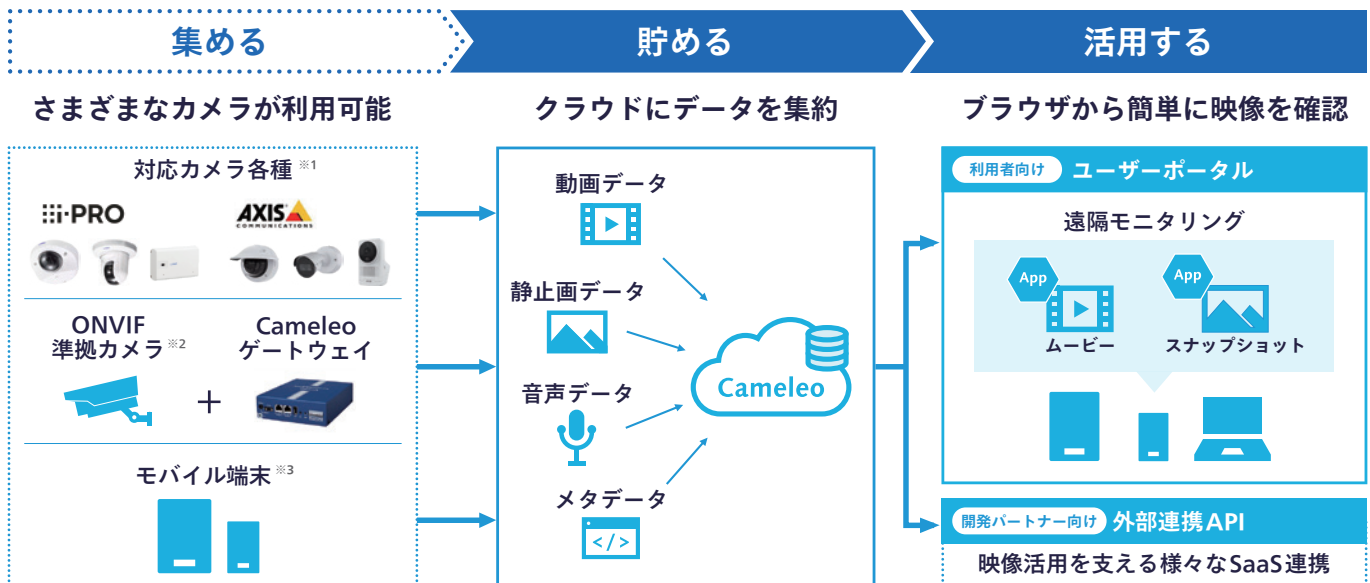 集める
貯める
活用する
さまざまなカメラが利用可能
クラウドにデータを集約
ブラウザから簡単に映像を確認
対応カメラ各種 ※1
i-PRO
AXIS
COMMUNICATIONS
ONVIF
準拠カメラ※2
+
Cameleo
ゲートウェイ
モバイル端末※3
動画データ
静止画データ
音声データ
メタデータ
</>
Cameleo
利用者向け ユーザーポータル
遠隔モニタリング
App
ムービー
App
スナップショット
開発パートナー向け 外部連携API
映像活用を支える様々なSaaS連携